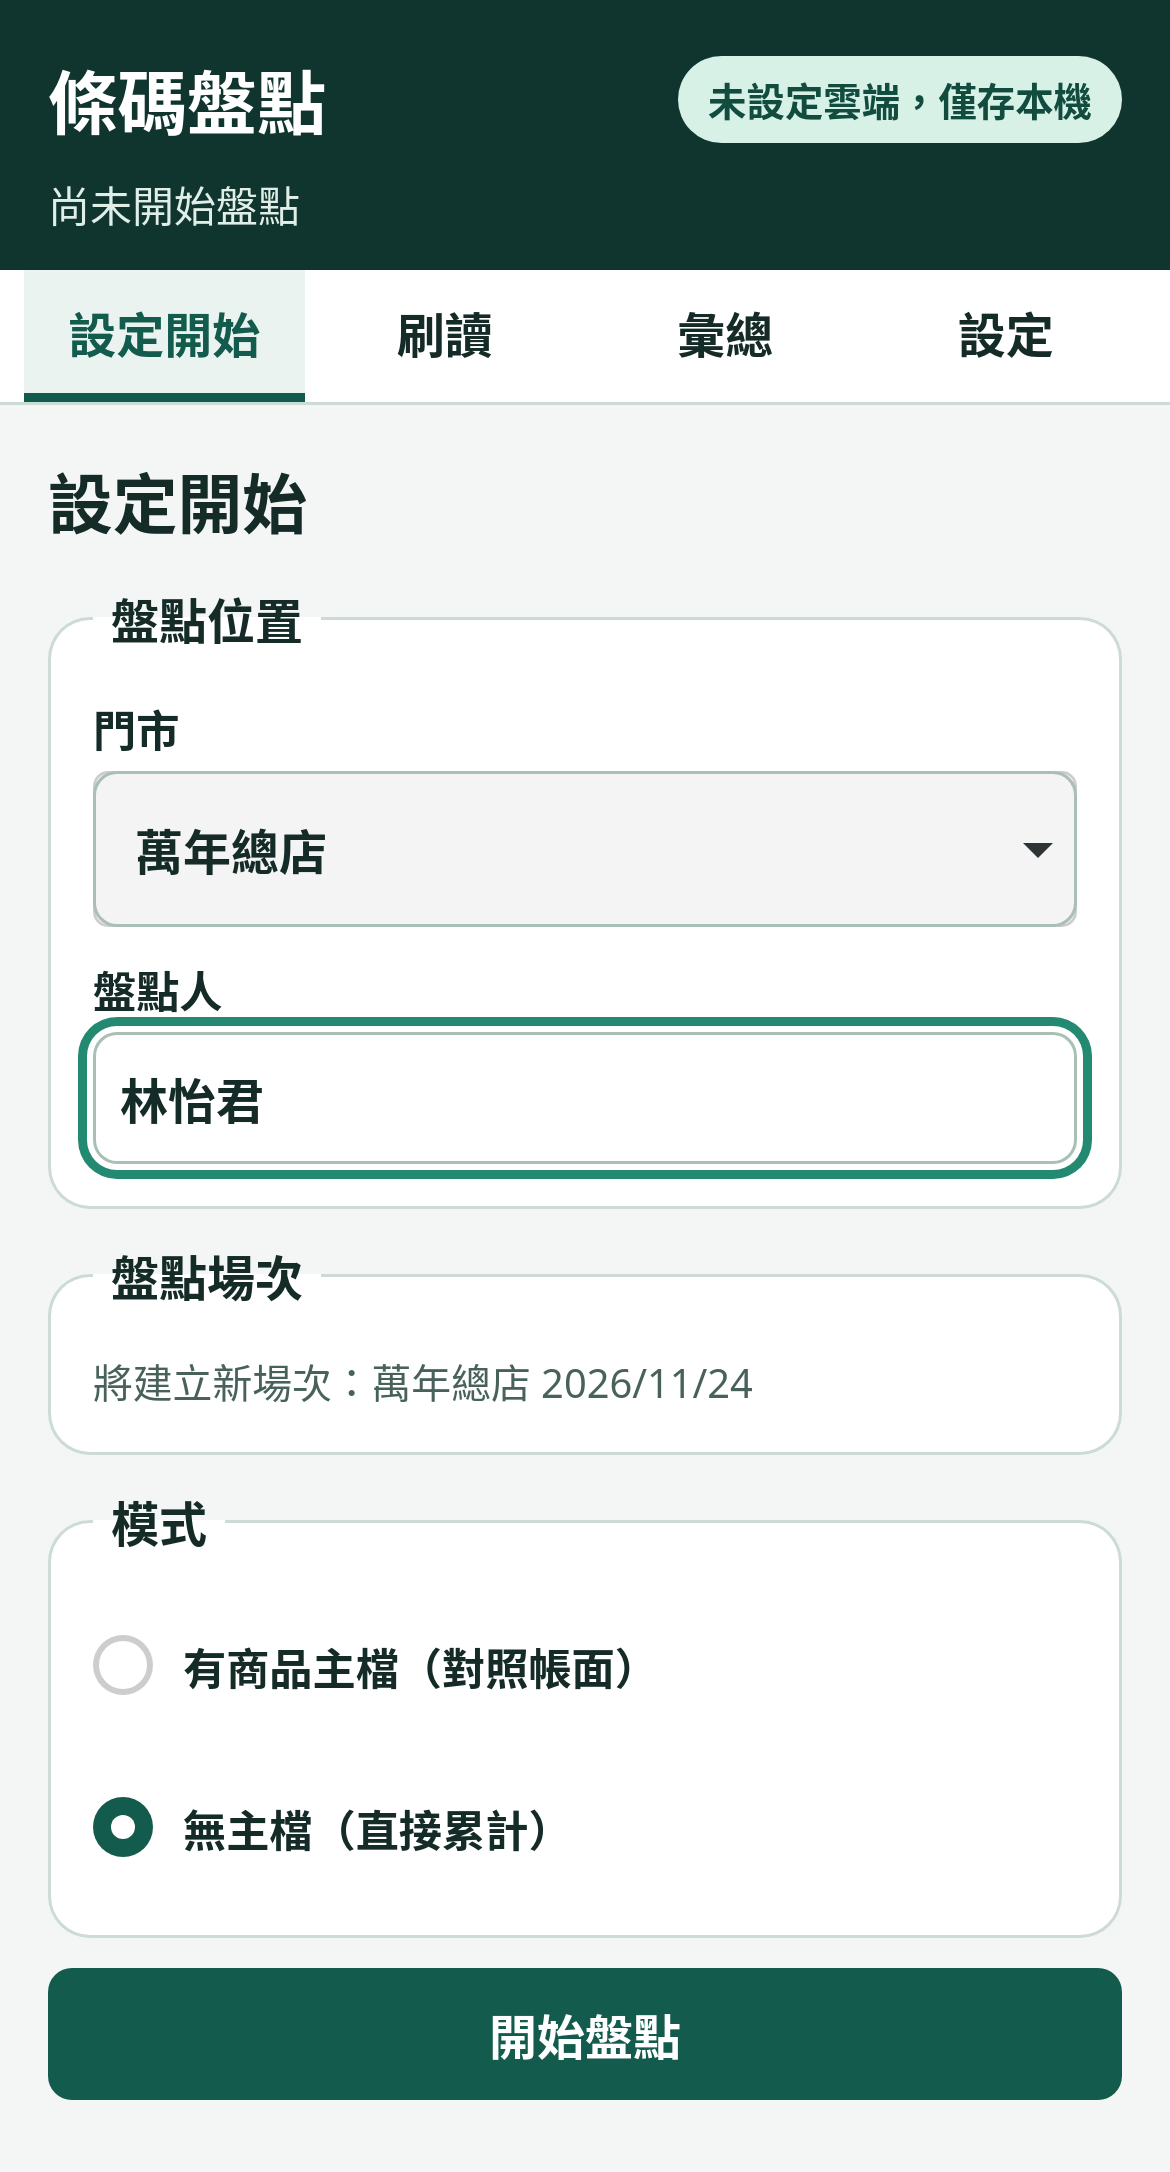 條碼盤點
未設定雲端，僅存本機
尚未開始盤點
設定開始
刷讀
彙總
設定
設定開始
盤點位置
門市
萬年總店
盤點人
林怡君
盤點場次
將建立新場次：萬年總店 2026/11/24
模式
有商品主檔（對照帳面）
無主檔（直接累計）
開始盤點